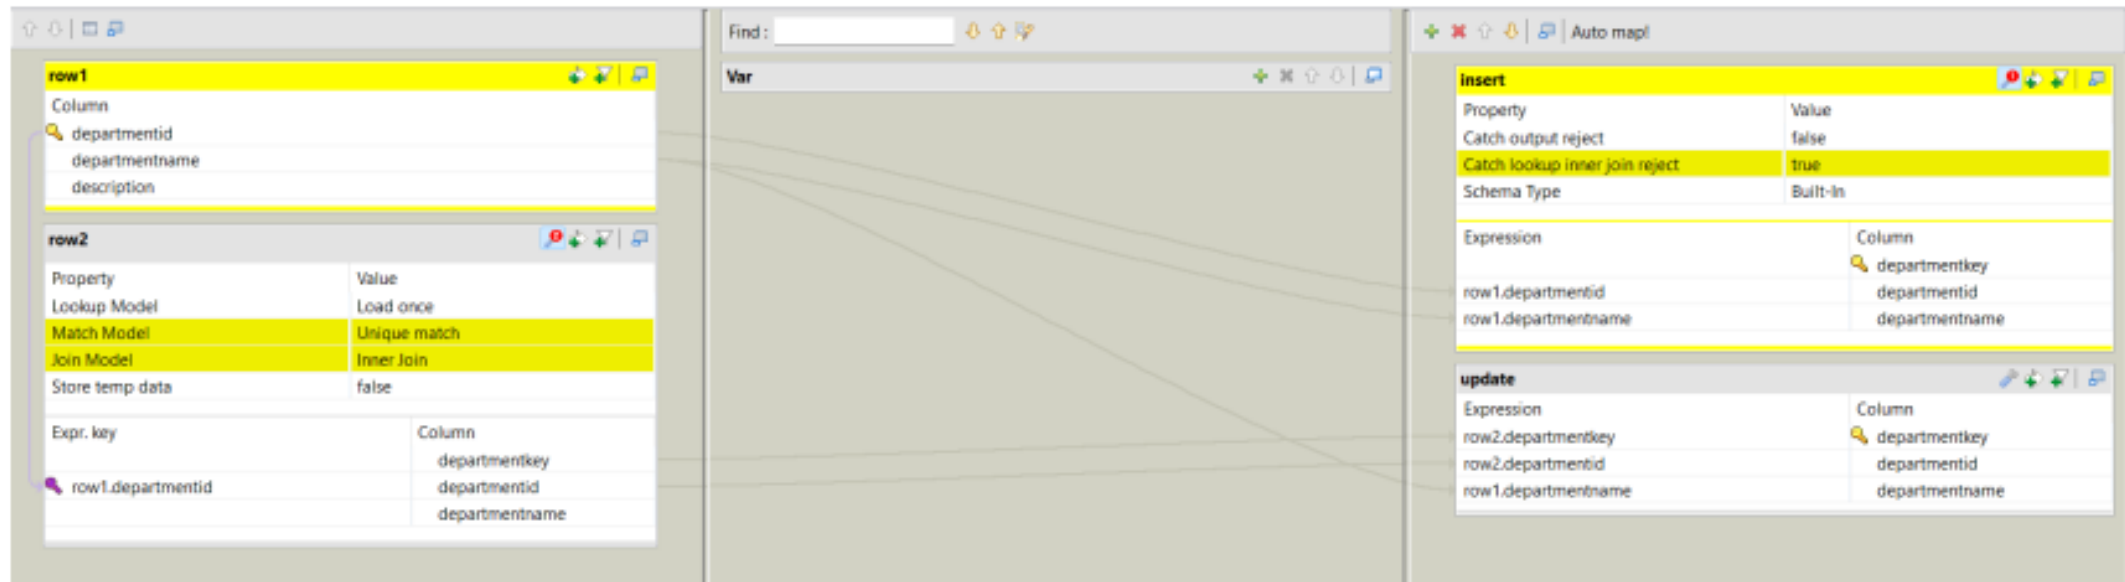 Find :
Auto map!
row1
Column
departmentid
departmentname
description
row2
Property Value
Lookup Model Load once
Match Model Unique match
Join Model Inner Join
Store temp data false
Expr. key Column
departmentkey
row1.departmentid departmentid
departmentname
Var
insert
Property Value
Catch output reject false
Catch lookup inner join reject true
Schema Type Built-In
Expression Column
departmentkey
row1.departmentid departmentid
row1.departmentname departmentname
update
Expression Column
row2.departmentkey departmentkey
row2.departmentid departmentid
row1.departmentname departmentname